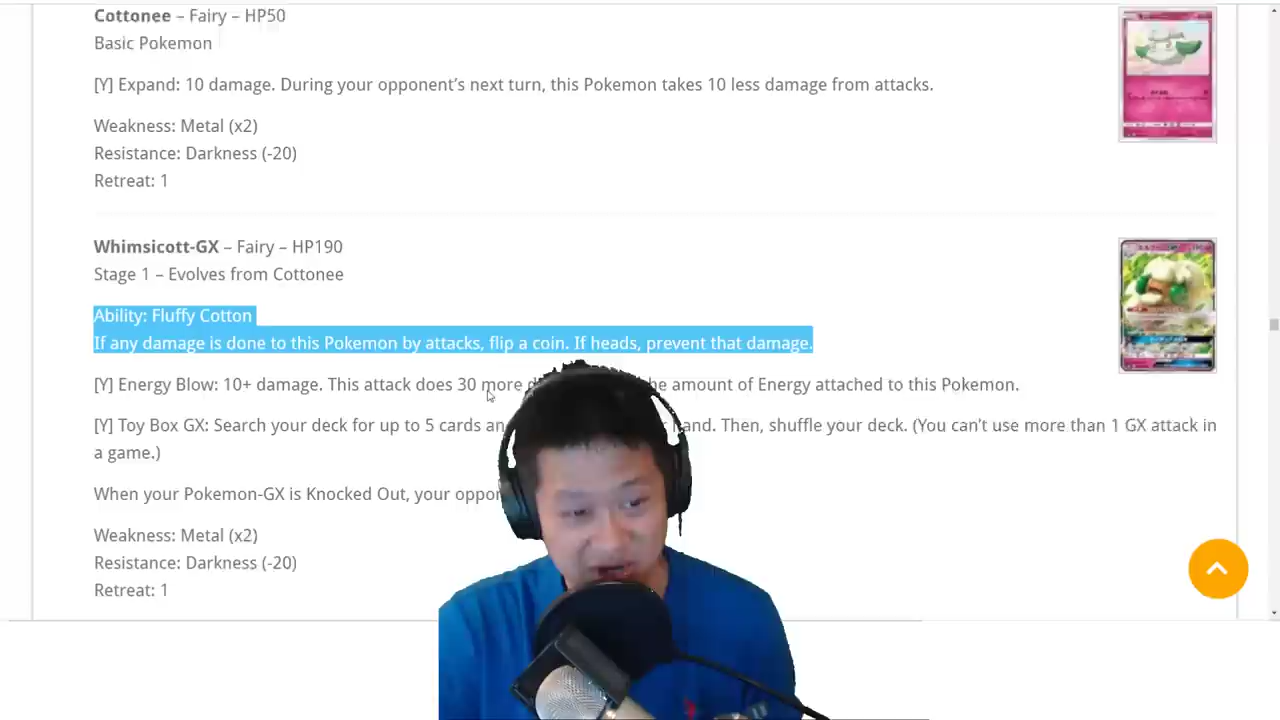 Cottonee – Fairy – HP50
Basic Pokemon
[Y] Expand: 10 damage. During your opponent’s next turn, this Pokemon takes 10 less damage from attacks.
Weakness: Metal (x2)
Resistance: Darkness (-20)
Retreat: 1
Whimsicott-GX – Fairy – HP190
Stage 1 – Evolves from Cottonee
Ability: Fluffy Cotton
If any damage is done to this Pokemon by attacks, flip a coin. If heads, prevent that damage.
[Y] Energy Blow: 10+ damage. This attack does 30 more amount of Energy attached to this Pokemon.
[Y] Toy Box GX: Search your deck for up to 5 cards Then, shuffle your deck. (You can’t use more than 1 GX attack in
a game.)
When your Pokemon-GX is Knocked Out, your
Weakness: Metal (x2)
Resistance: Darkness (-20)
Retreat: 1